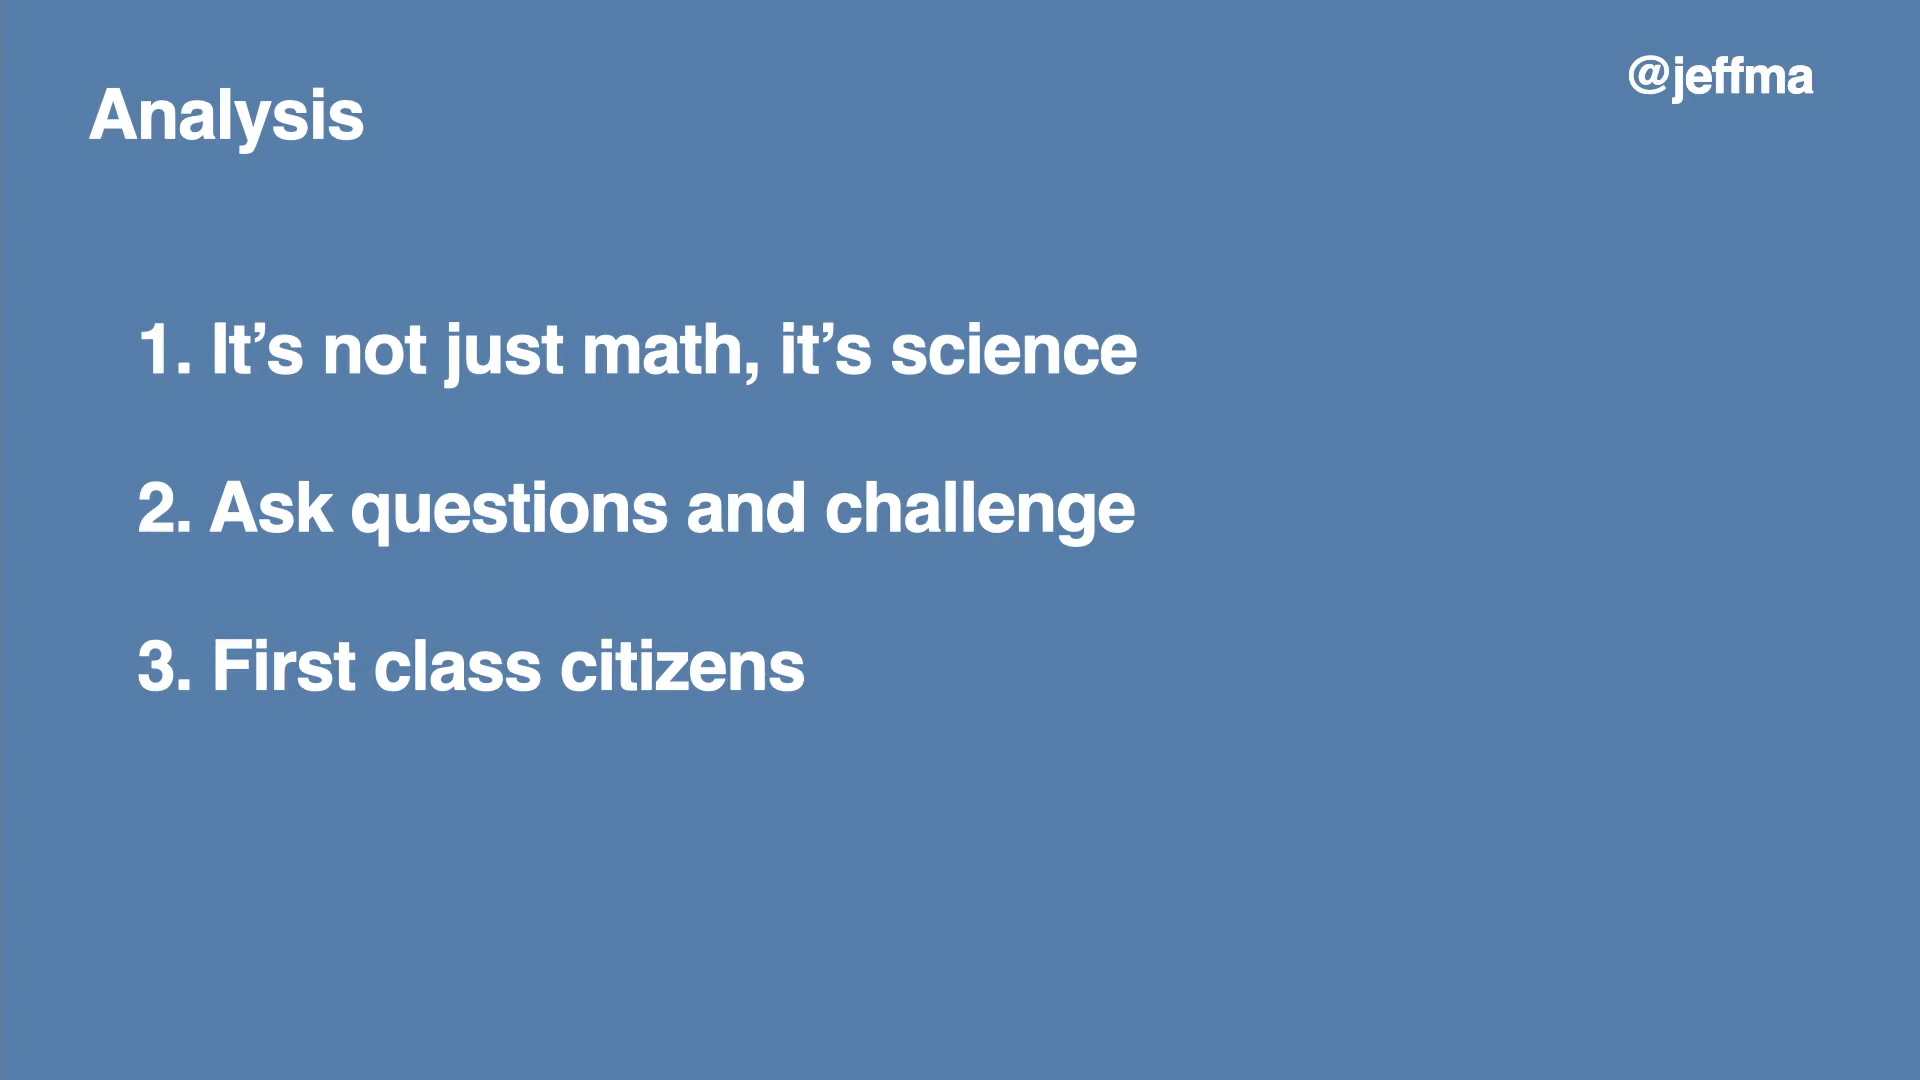 @jeffma
Analysis
1. It’s not just math, it’s science
2. Ask questions and challenge
3. First class citizens